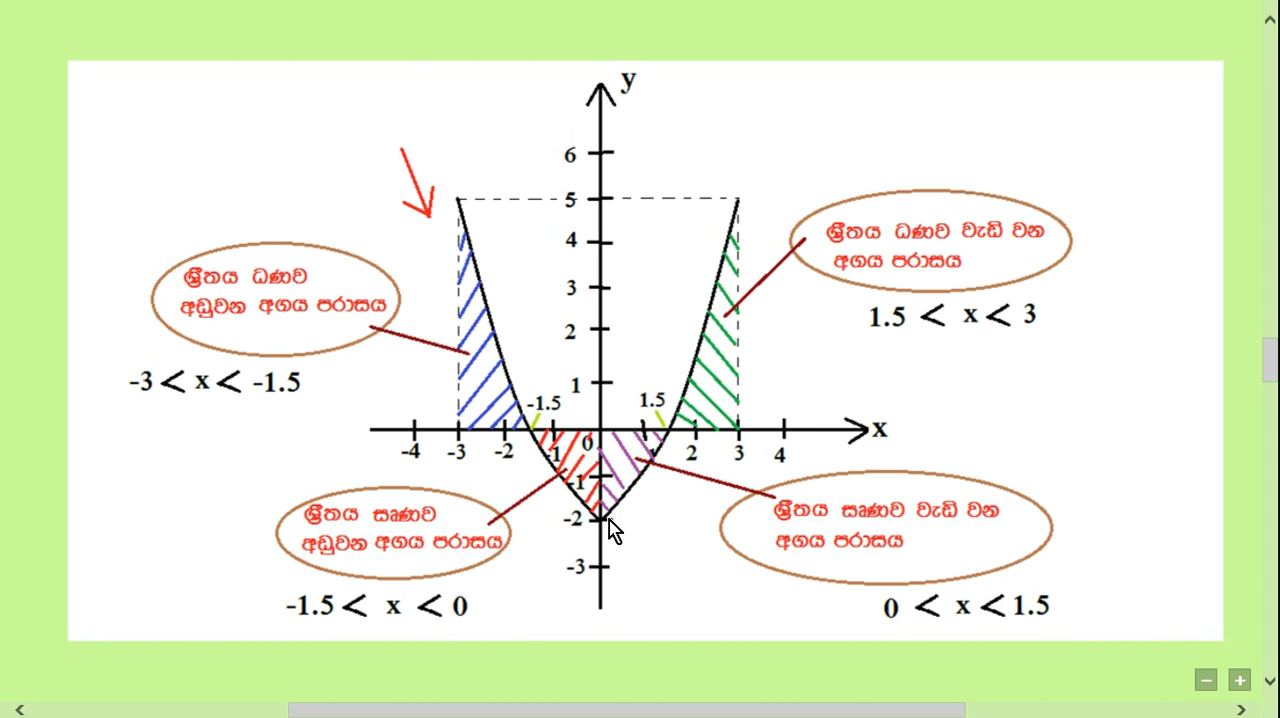 y
6
5
4
3
2
1
ශ්‍රිතය ධණව වැඩි වන
අගය පරාසය
1.5 < x < 3
ශ්‍රිතය ධණව
අඩුවන අගය පරාසය
-3 < x < -1.5
-1.5
1.5
x
-4 -3 -2 -1 0 1 2 3 4
-1
-2
-3
ශ්‍රිතය සෘණව
අඩුවන අගය පරාසය
-1.5 < x < 0
ශ්‍රිතය සෘණව වැඩි වන
අගය පරාසය
0 < x < 1.5